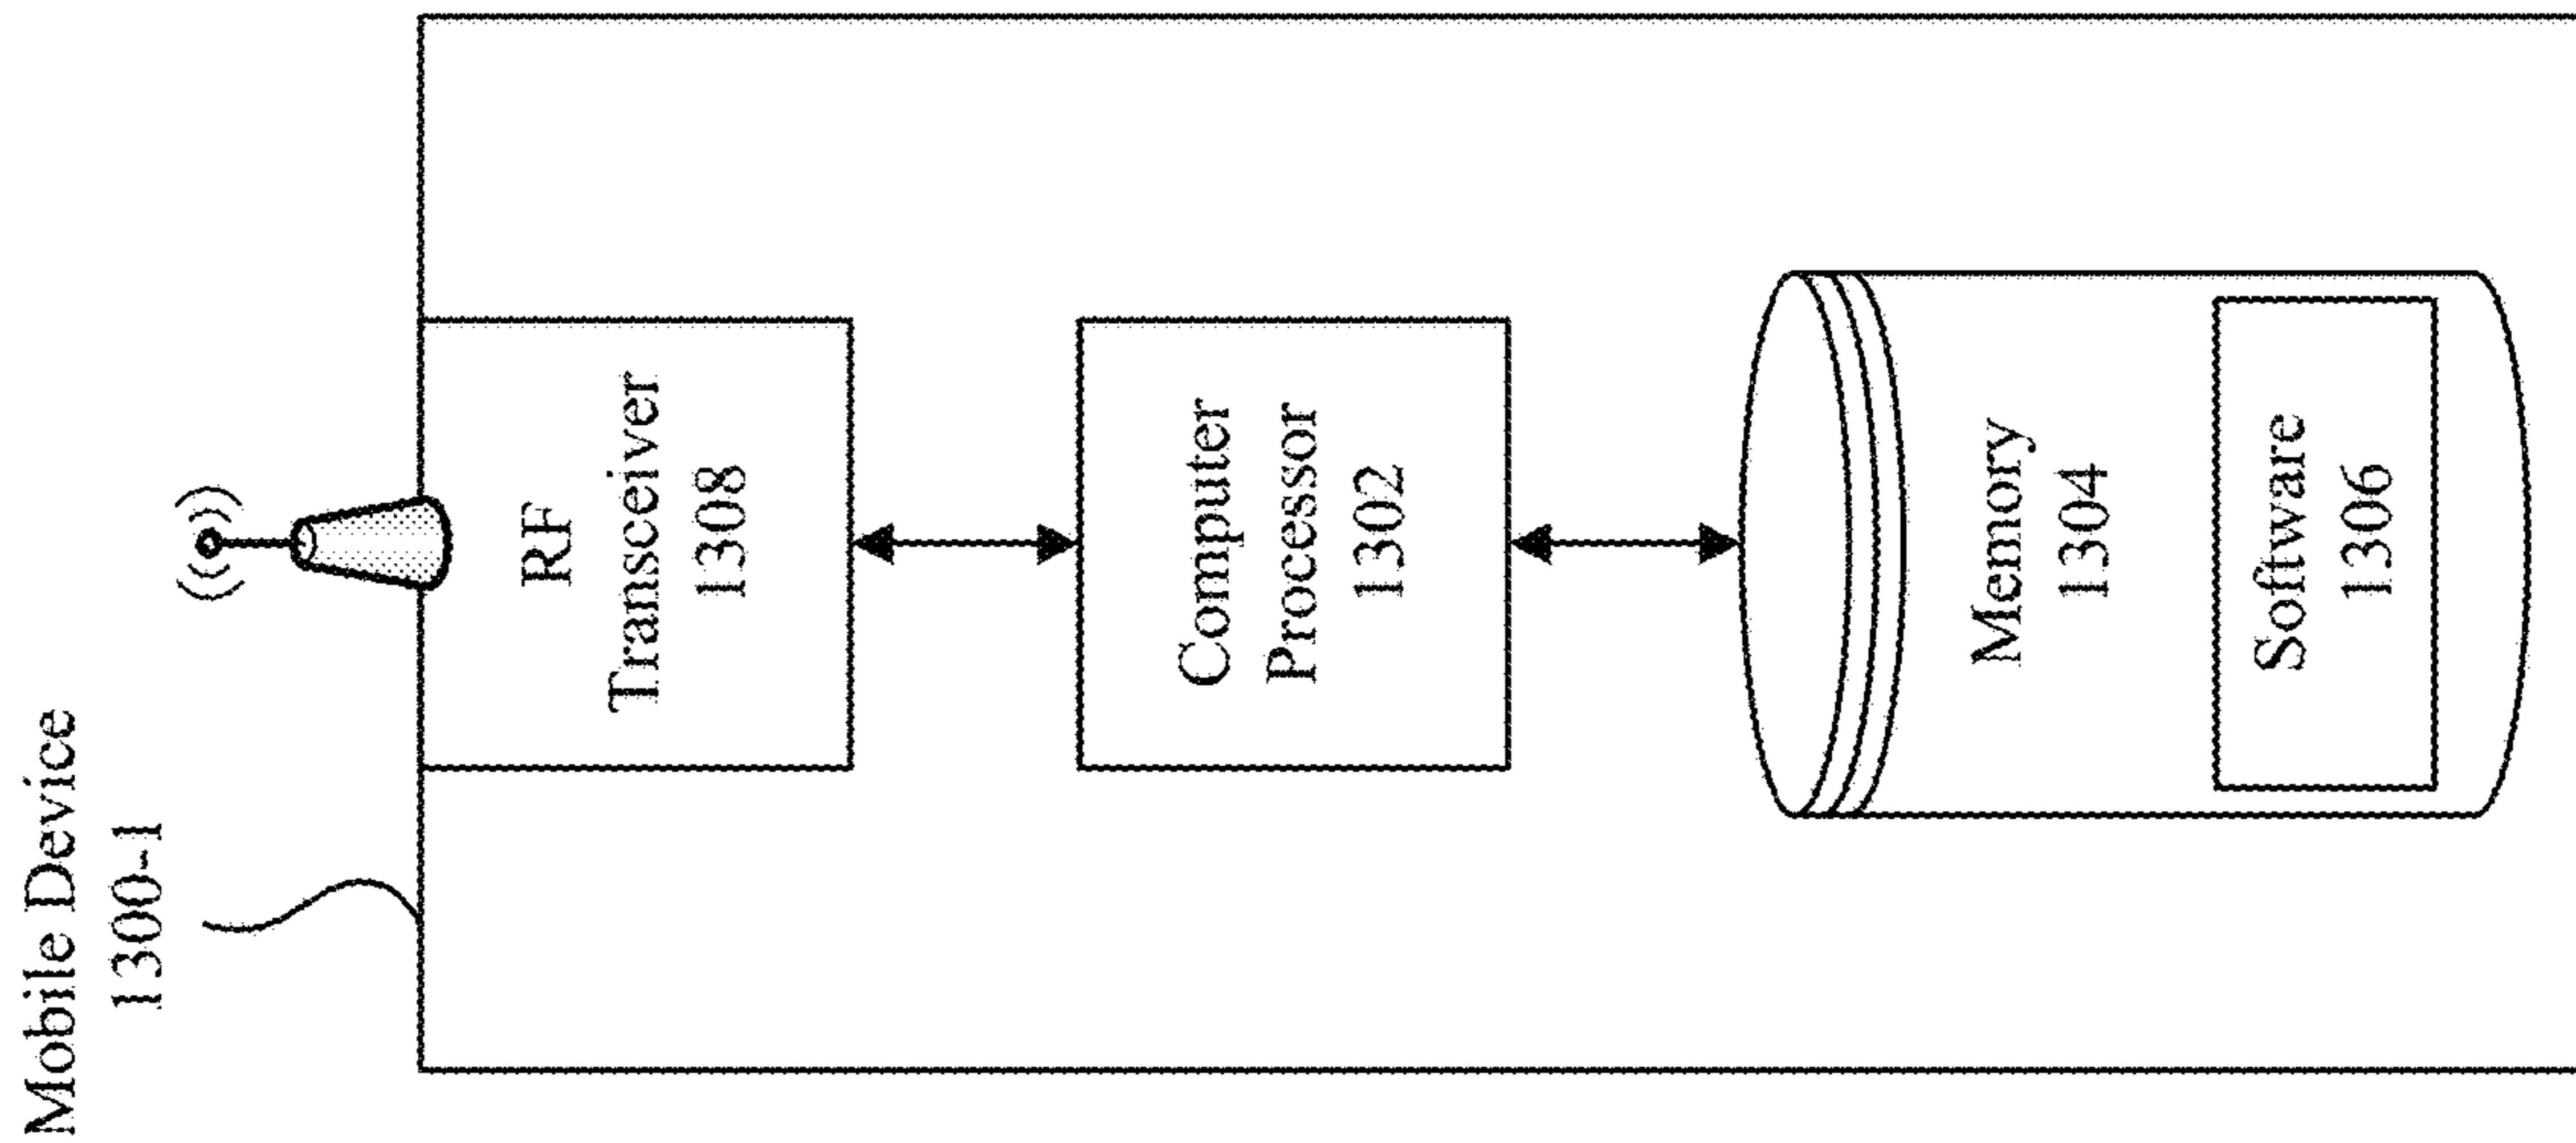 Mobile Device
1300-1
RF
Transceiver
1308
Computer
Processor
1302
Memory
1304
Software
1306